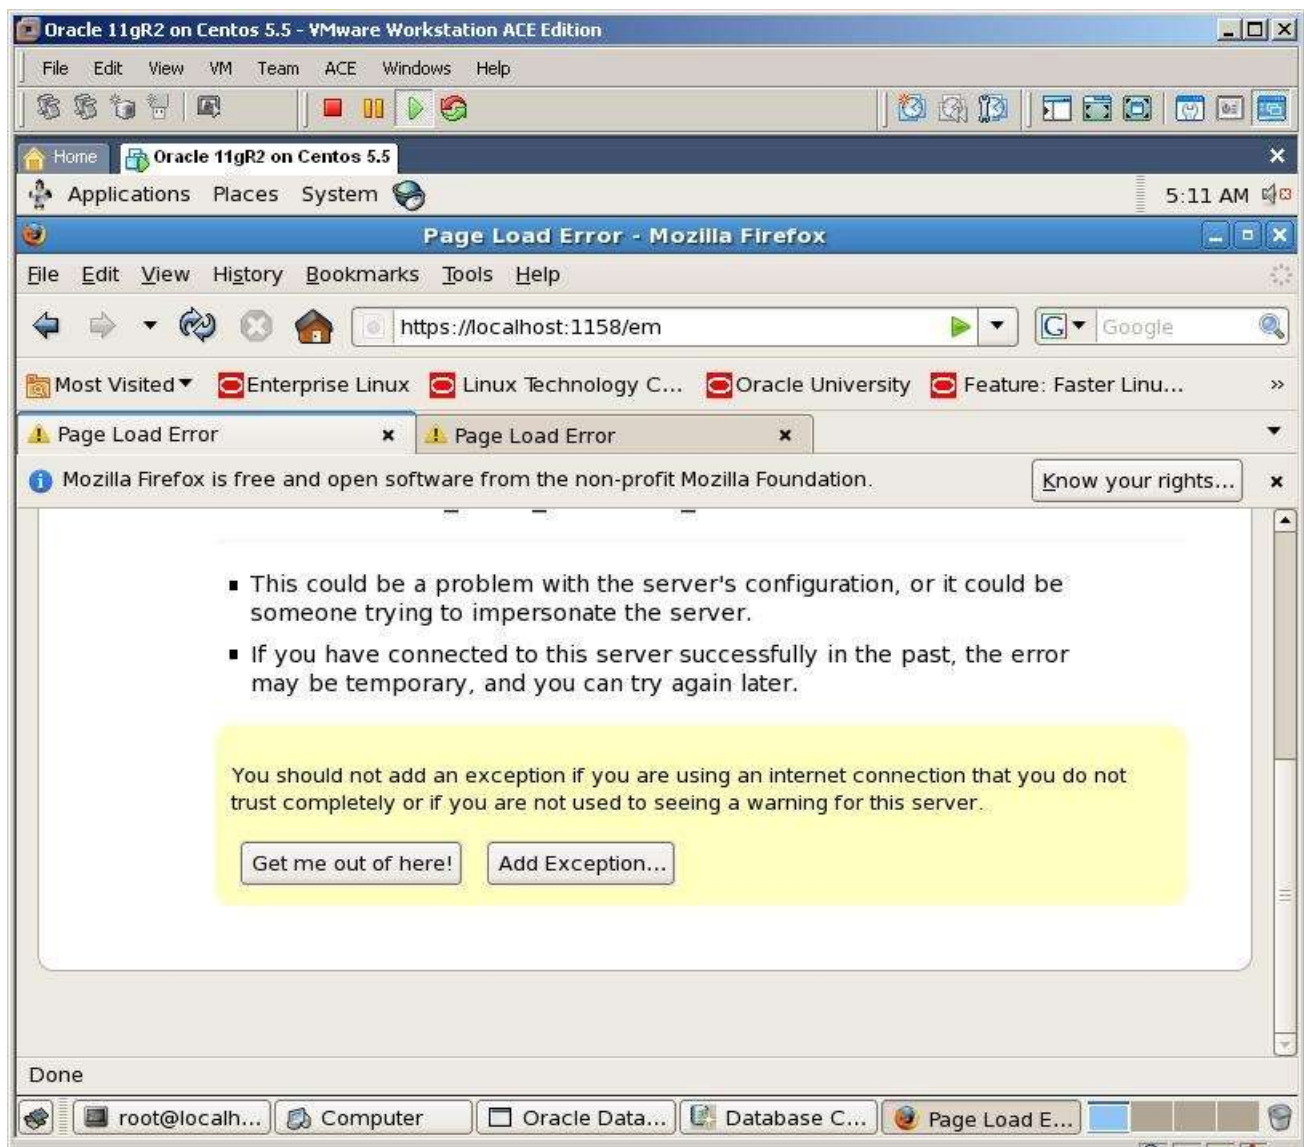 Oracle 11gR2 on Centos 5.5 - VMware Workstation ACE Edition
File Edit View VM Team ACE Windows Help
Home Oracle 11gR2 on Centos 5.5
Applications Places System 5:11 AM
Page Load Error - Mozilla Firefox
File Edit View History Bookmarks Tools Help
https://localhost:1158/em G Google
Most Visited Enterprise Linux Linux Technology C... Oracle University Feature: Faster Linu... »
Page Load Error Page Load Error
Mozilla Firefox is free and open software from the non-profit Mozilla Foundation. Know your rights...
This could be a problem with the server's configuration, or it could be
someone trying to impersonate the server.
If you have connected to this server successfully in the past, the error
may be temporary, and you can try again later.
You should not add an exception if you are using an internet connection that you do not
trust completely or if you are not used to seeing a warning for this server.
Get me out of here! Add Exception...
Done
root@localh... Computer Oracle Data... Database C... Page Load E...